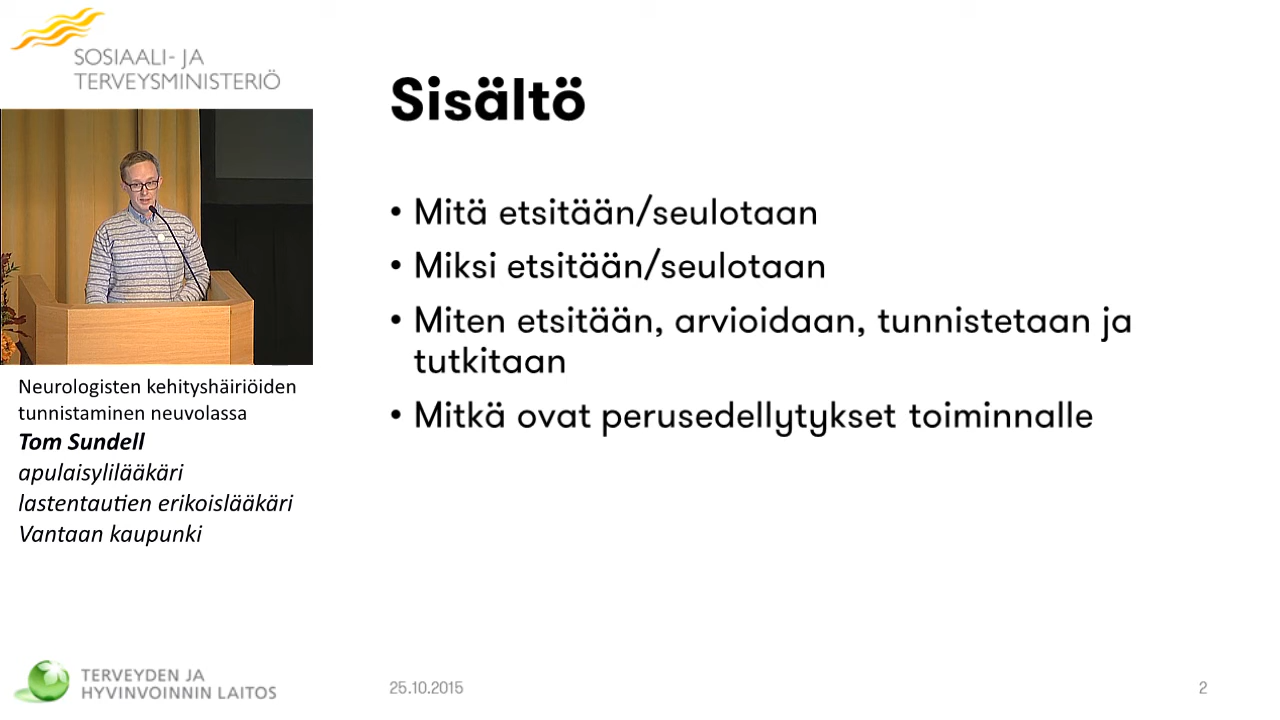 SOSIAALI- JA
TERVEYSMINISTERIÖ
Sisältö
• Mitä etsitään/seulotaan
• Miksi etsitään/seulotaan
• Miten etsitään, arvioidaan, tunnistetaan ja
tutkitaan
• Mitkä ovat perusedellytykset toiminnalle
Neurologisten kehityshäiriöiden
tunnistaminen neuvolassa
Tom Sundell
apulaisylilääkäri
lastentautien erikoislääkäri
Vantaan kaupunki
TERVEYDEN JA
HYVINVOINNIN LAITOS
25.10.2015
2